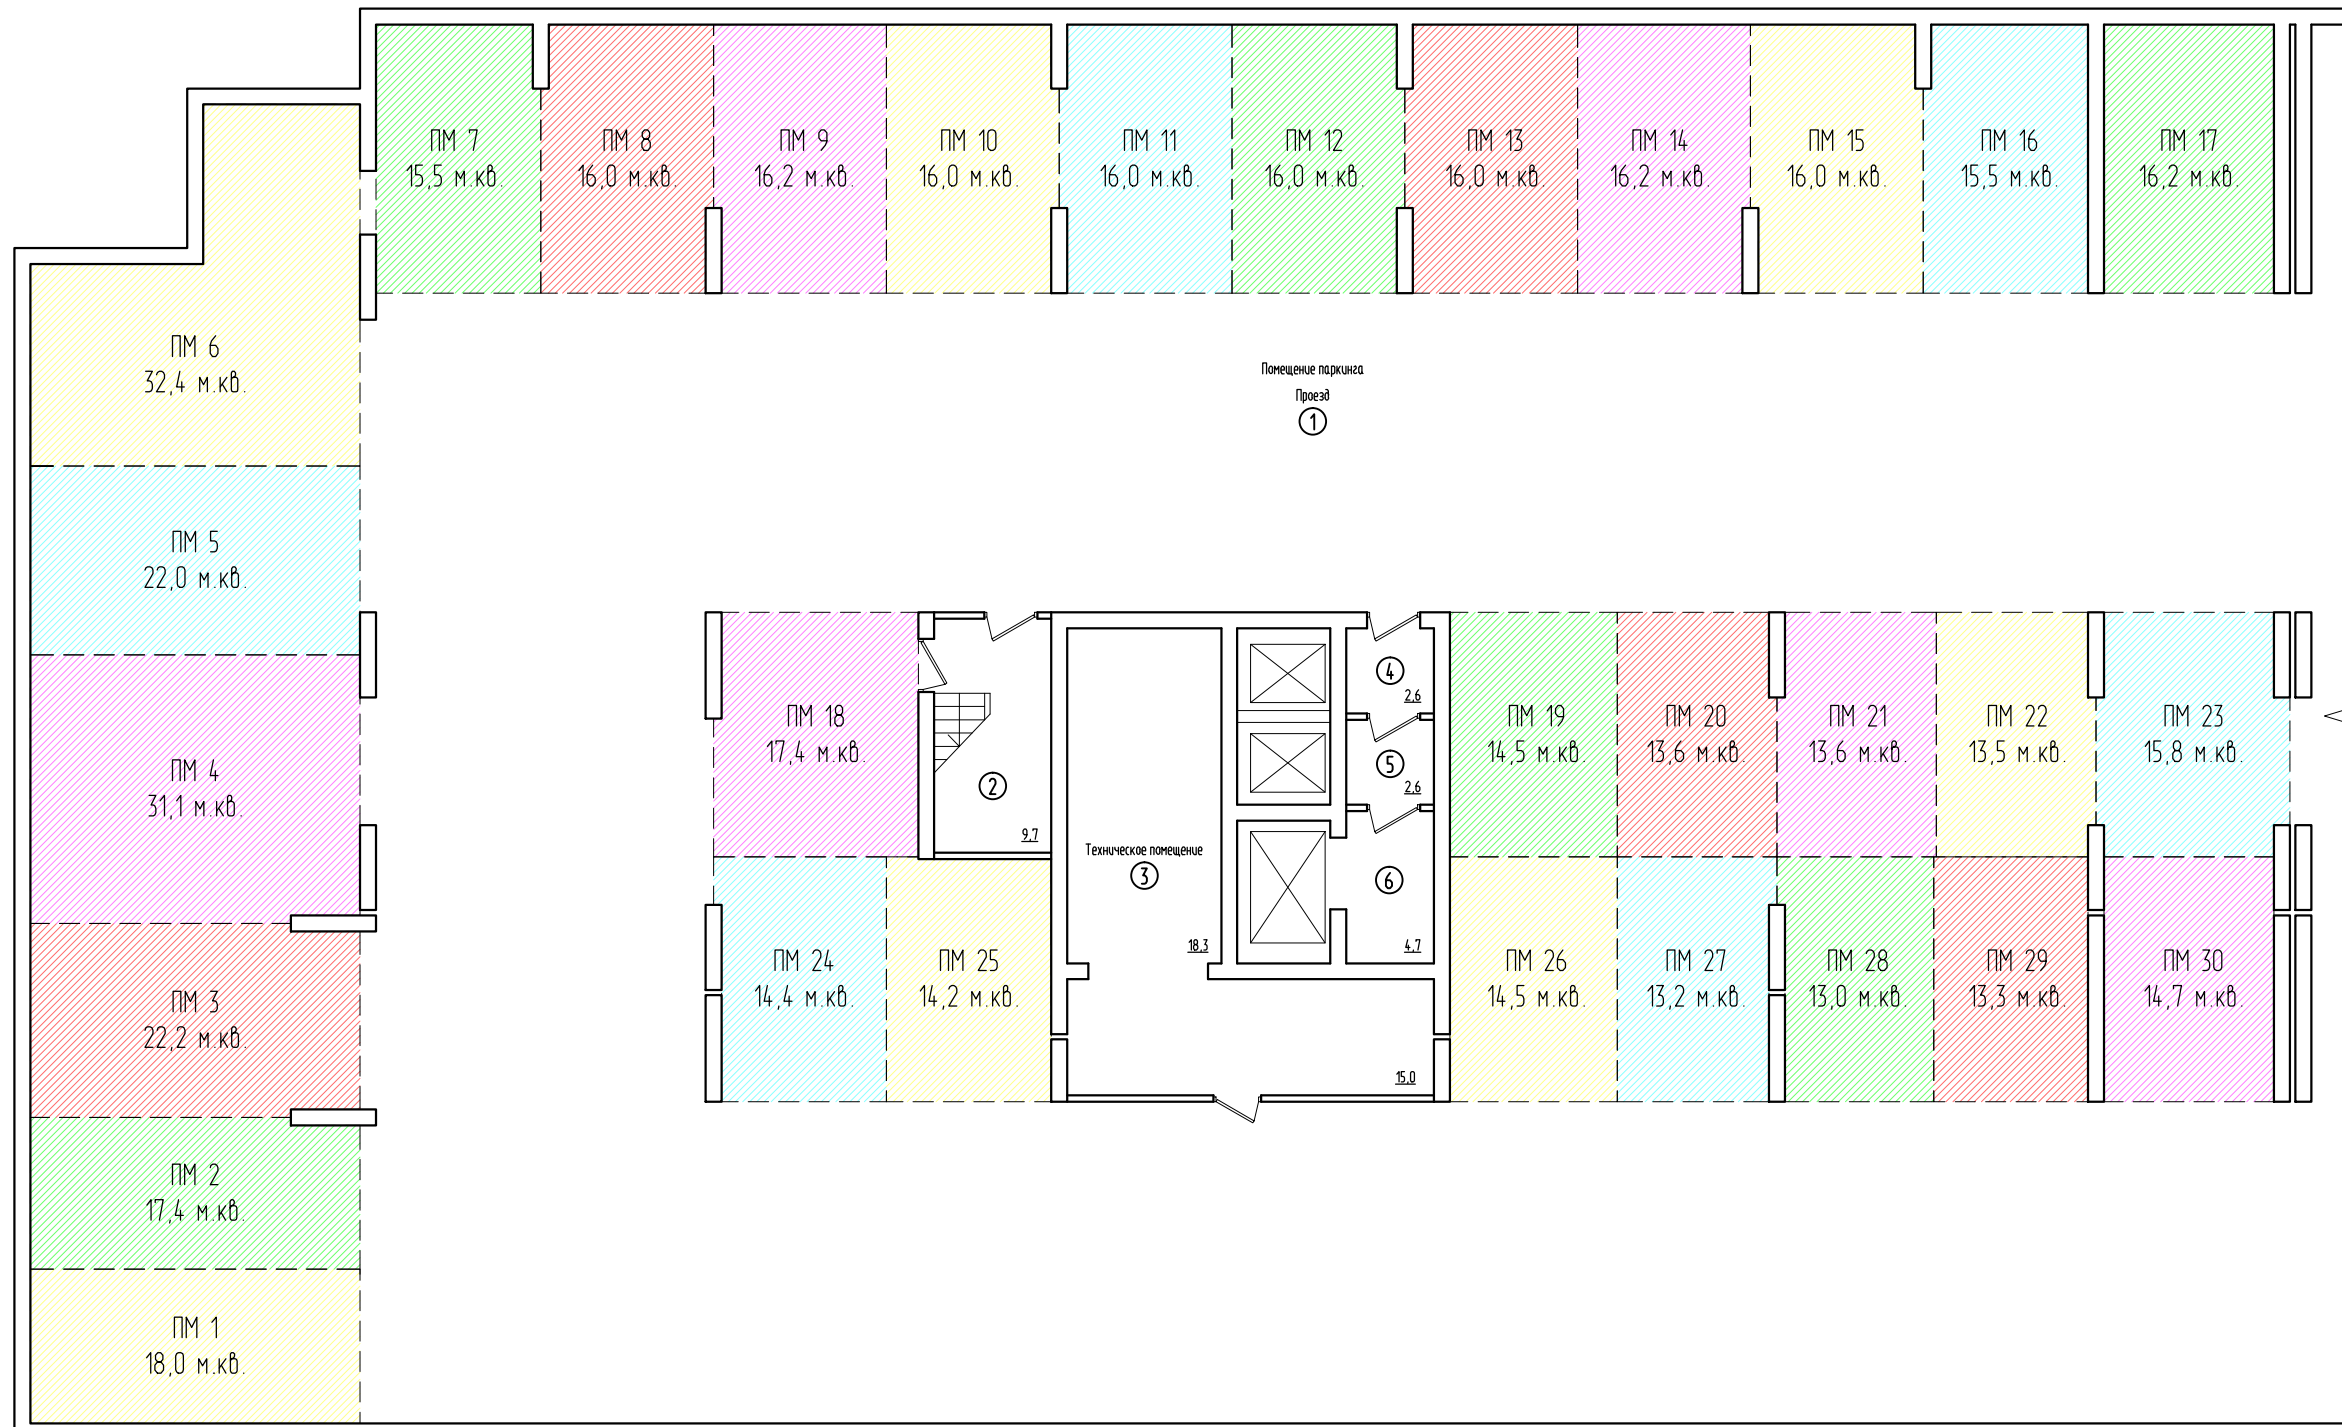 ПМ 7
15,5 м.кв.
ПМ 8
16,0 м.кв.
ПМ 9
16,2 м.кв.
ПМ 10
16,0 м.кв.
ПМ 11
16,0 м.кв.
ПМ 12
16,0 м.кв.
ПМ 13
16,0 м.кв.
ПМ 14
16,2 м.кв.
ПМ 15
16,0 м.кв.
ПМ 16
15,5 м.кв.
ПМ 17
16,2 м.кв.
ПМ 6
32,4 м.кв.
Помещение паркинга
Проезд
1
ПМ 5
22,0 м.кв.
ПМ 4
31,1 м.кв.
ПМ 3
22,2 м.кв.
ПМ 2
17,4 м.кв.
ПМ 1
18,0 м.кв.
ПМ 18
17,4 м.кв.
2
9,7
Техническое помещение
3
18,3
4
2,6
5
2,6
6
4,7
15,0
ПМ 19
14,5 м.кв.
ПМ 20
13,6 м.кв.
ПМ 21
13,6 м.кв.
ПМ 22
13,5 м.кв.
ПМ 23
15,8 м.кв.
ПМ 24
14,4 м.кв.
ПМ 25
14,2 м.кв.
ПМ 26
14,5 м.кв.
ПМ 27
13,2 м.кв.
ПМ 28
13,0 м.кв.
ПМ 29
13,3 м.кв.
ПМ 30
14,7 м.кв.